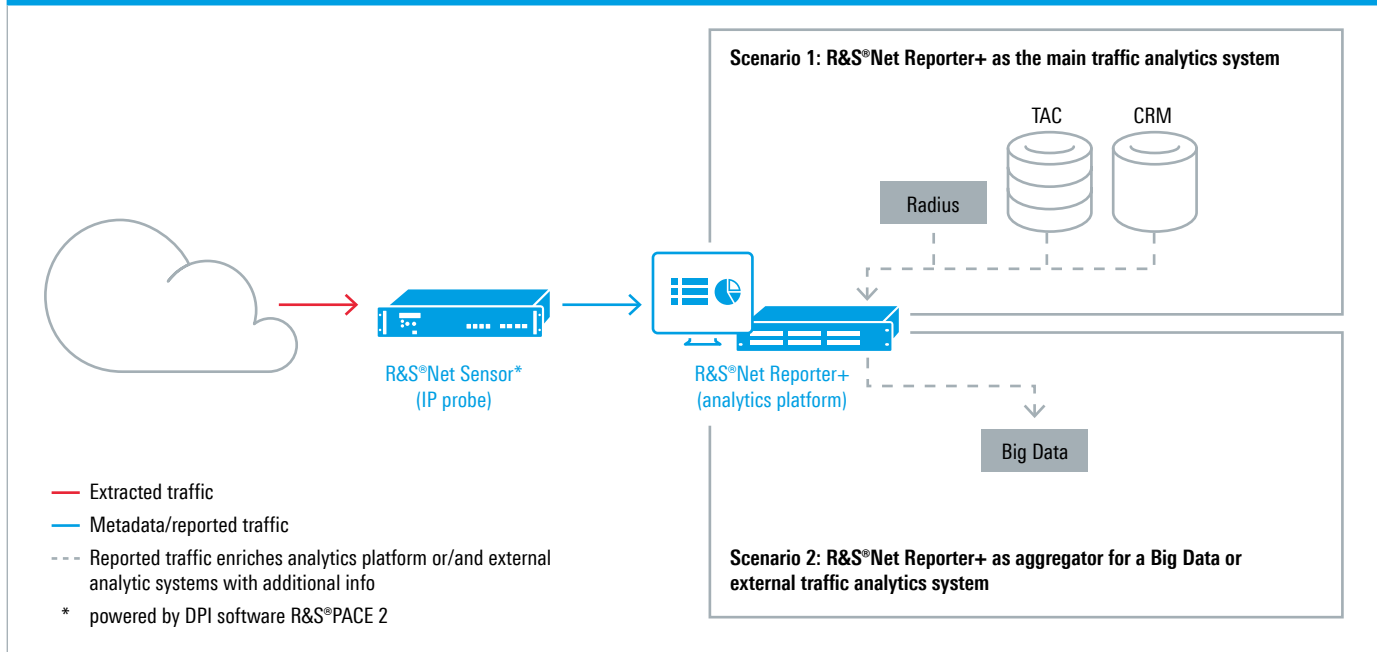 Scenario 1: R&S®Net Reporter+ as the main traffic analytics system
TAC
CRM
Radius
R&S®Net Sensor*
(IP probe)
R&S®Net Reporter+
(analytics platform)
Big Data
Extracted traffic
Metadata/reported traffic
Reported traffic enriches analytics platform or/and external
analytic systems with additional info
* powered by DPI software R&S®PACE 2
Scenario 2: R&S®Net Reporter+ as aggregator for a Big Data or
external traffic analytics system